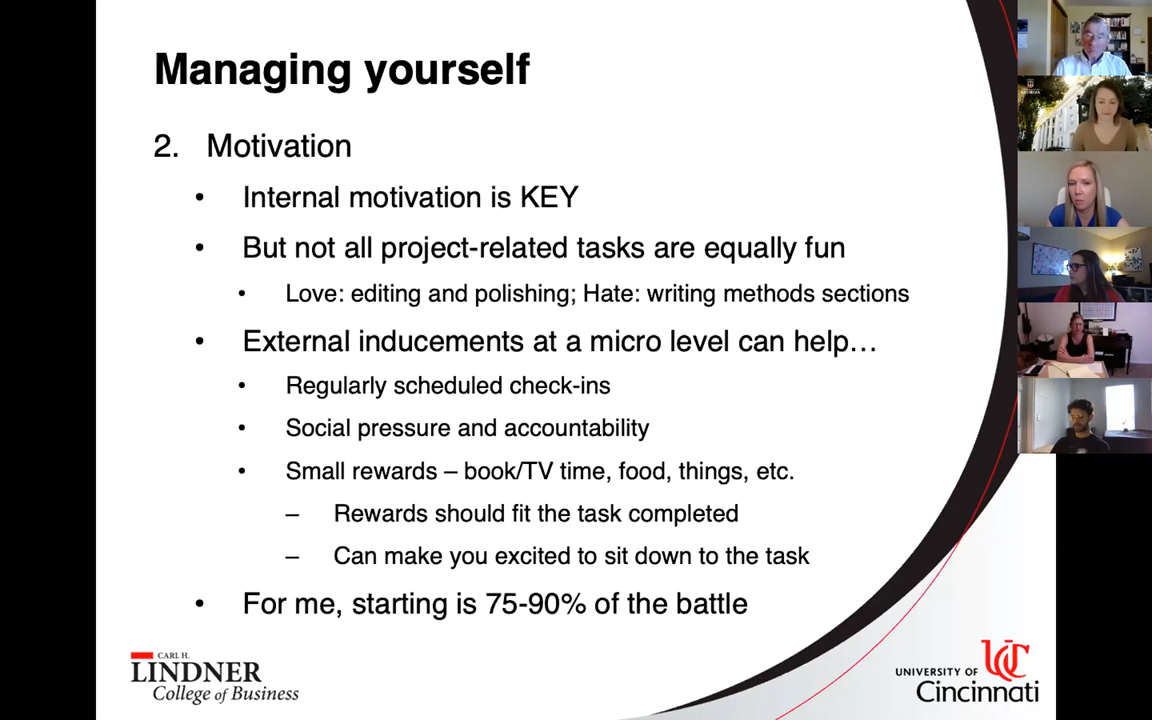 Managing yourself
2. Motivation
• Internal motivation is KEY
• But not all project-related tasks are equally fun
• Love: editing and polishing; Hate: writing methods sections
• External inducements at a micro level can help…
• Regularly scheduled check-ins
• Social pressure and accountability
• Small rewards – book/TV time, food, things, etc.
– Rewards should fit the task completed
– Can make you excited to sit down to the task
• For me, starting is 75-90% of the battle
CARL H.
LINDNER
College of Business
UC
UNIVERSITY OF
Cincinnati